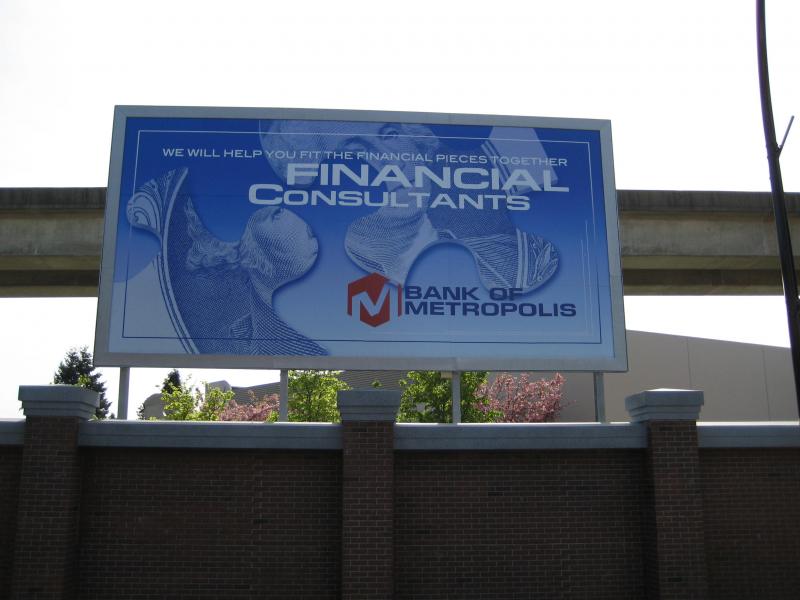 WE WILL HELP YOU FIT THE FINANCIAL PIECES TOGETHER
FINANCIAL
CONSULTANTS
BANK OF
METROPOLIS